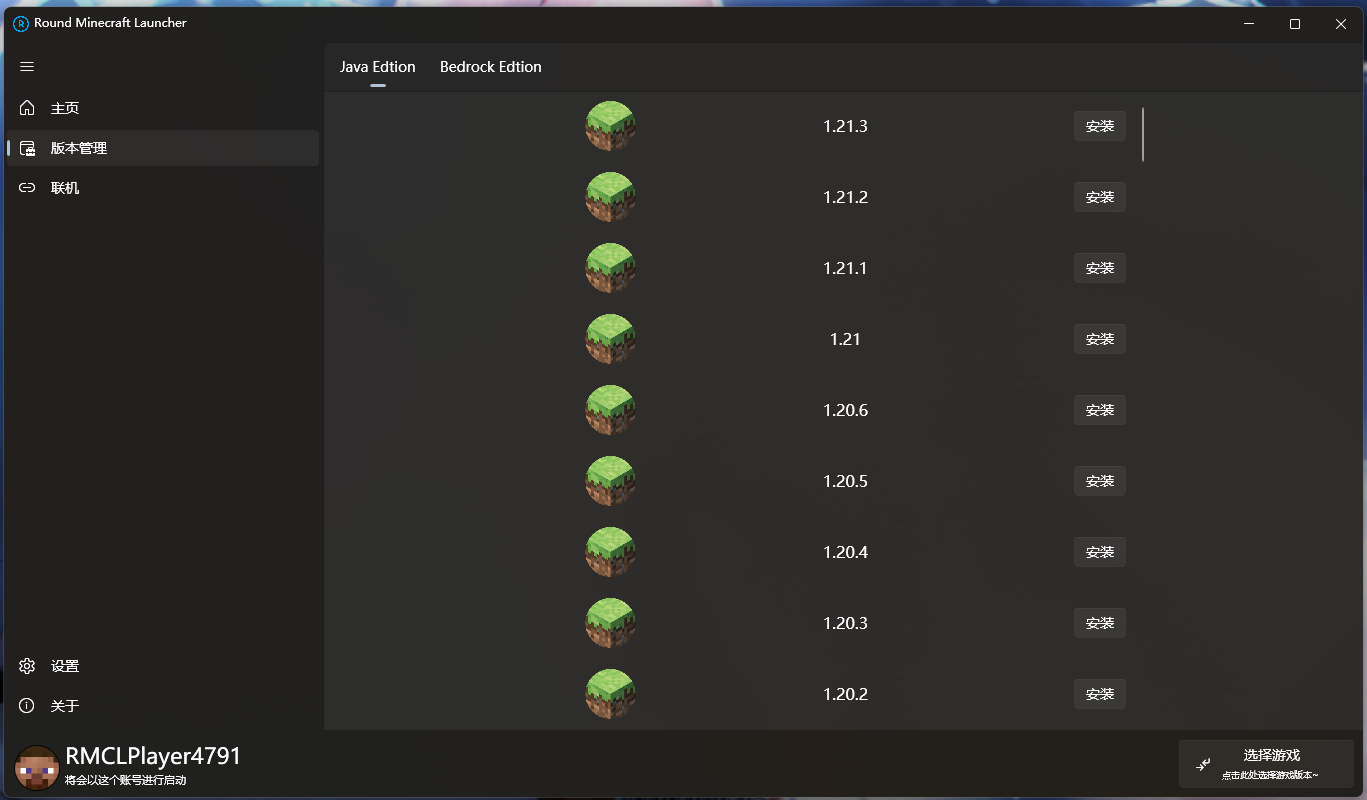 Round Minecraft Launcher
Java Edtion Bedrock Edtion
主页
版本管理
联机
1.21.3 安装
1.21.2 安装
1.21.1 安装
1.21 安装
1.20.6 安装
1.20.5 安装
1.20.4 安装
1.20.3 安装
1.20.2 安装
设置
关于
RMCLPlayer4791
将会以这个账号进行启动
选择游戏
点击此处选择游戏版本~